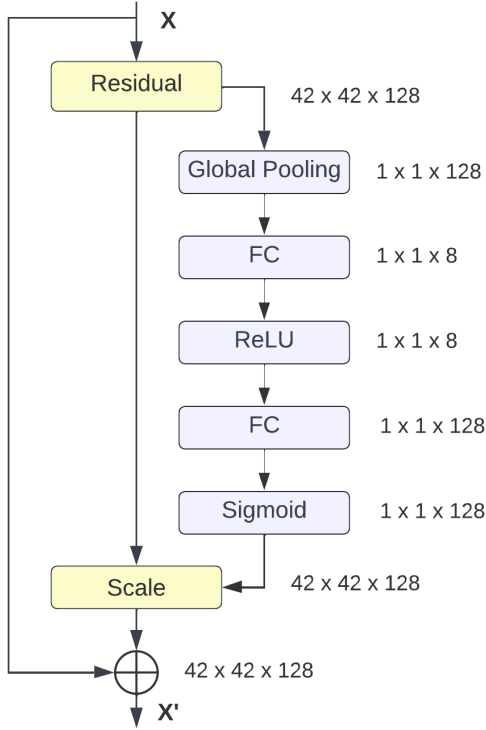 X
Residual
42 x 42 x 128
Global Pooling
1 x 1 x 128
FC
1 x 1 x 8
ReLU
1 x 1 x 8
FC
1 x 1 x 128
Sigmoid
1 x 1 x 128
Scale
42 x 42 x 128
42 x 42 x 128
X'